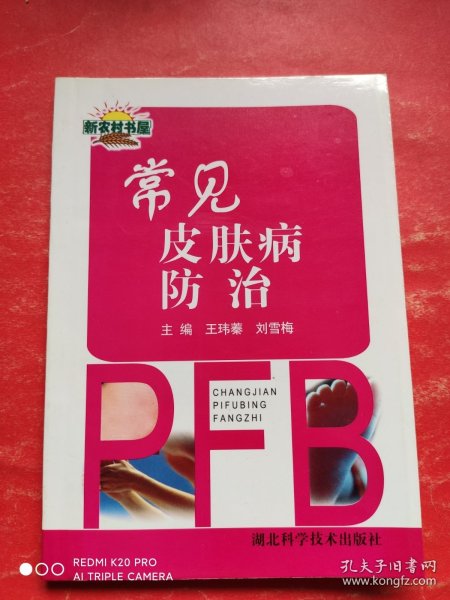 新农村书屋
常见
皮肤病
防治
主编 王玮蓁 刘雪梅
PFB
CHANGJIAN
PIFUBING
FANGZHI
湖北科学技术出版社
REDMI K20 PRO
AI TRIPLE CAMERA
孔夫子旧书网
www.kongfz.com